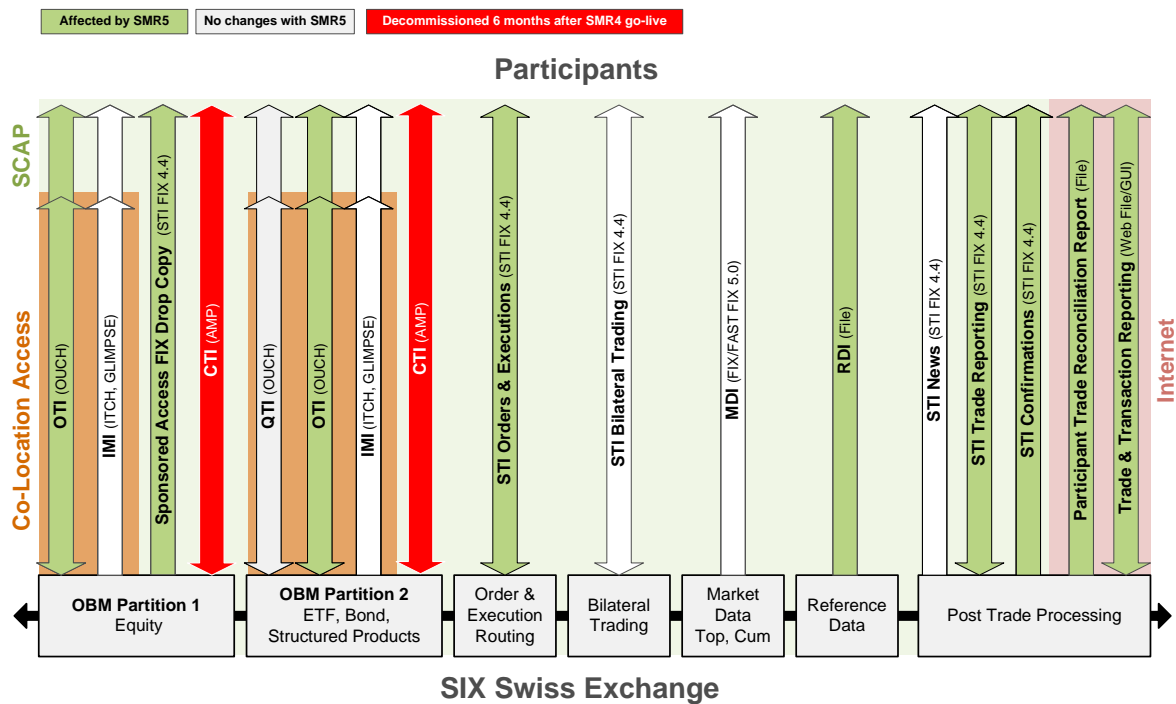 Affected by SMR5
No changes with SMR5
Decommissioned 6 months after SMR4 go-live
Participants
SCAP
Co-Location Access
Internet
OTI (OUCH)
IMI (ITCH, GLIMPSE)
Sponsored Access FIX Drop Copy (STI FIX 4.4)
CTI (AMP)
QTI (OUCH)
OTI (OUCH)
IMI (ITCH, GLIMPSE)
CTI (AMP)
STI Orders & Executions (STI FIX 4.4)
STI Bilateral Trading (STI FIX 4.4)
MDI (FIX/FAST FIX 5.0)
RDI (File)
STI News (STI FIX 4.4)
STI Trade Reporting (STI FIX 4.4)
STI Confirmations (STI FIX 4.4)
Participant Trade Reconciliation Report (File)
Trade & Transaction Reporting (Web File/GUI)
OBM Partition 1
Equity
OBM Partition 2
ETF, Bond,
Structured Products
Order &
Execution
Routing
Bilateral
Trading
Market
Data
Top, Cum
Reference
Data
Post Trade Processing
SIX Swiss Exchange